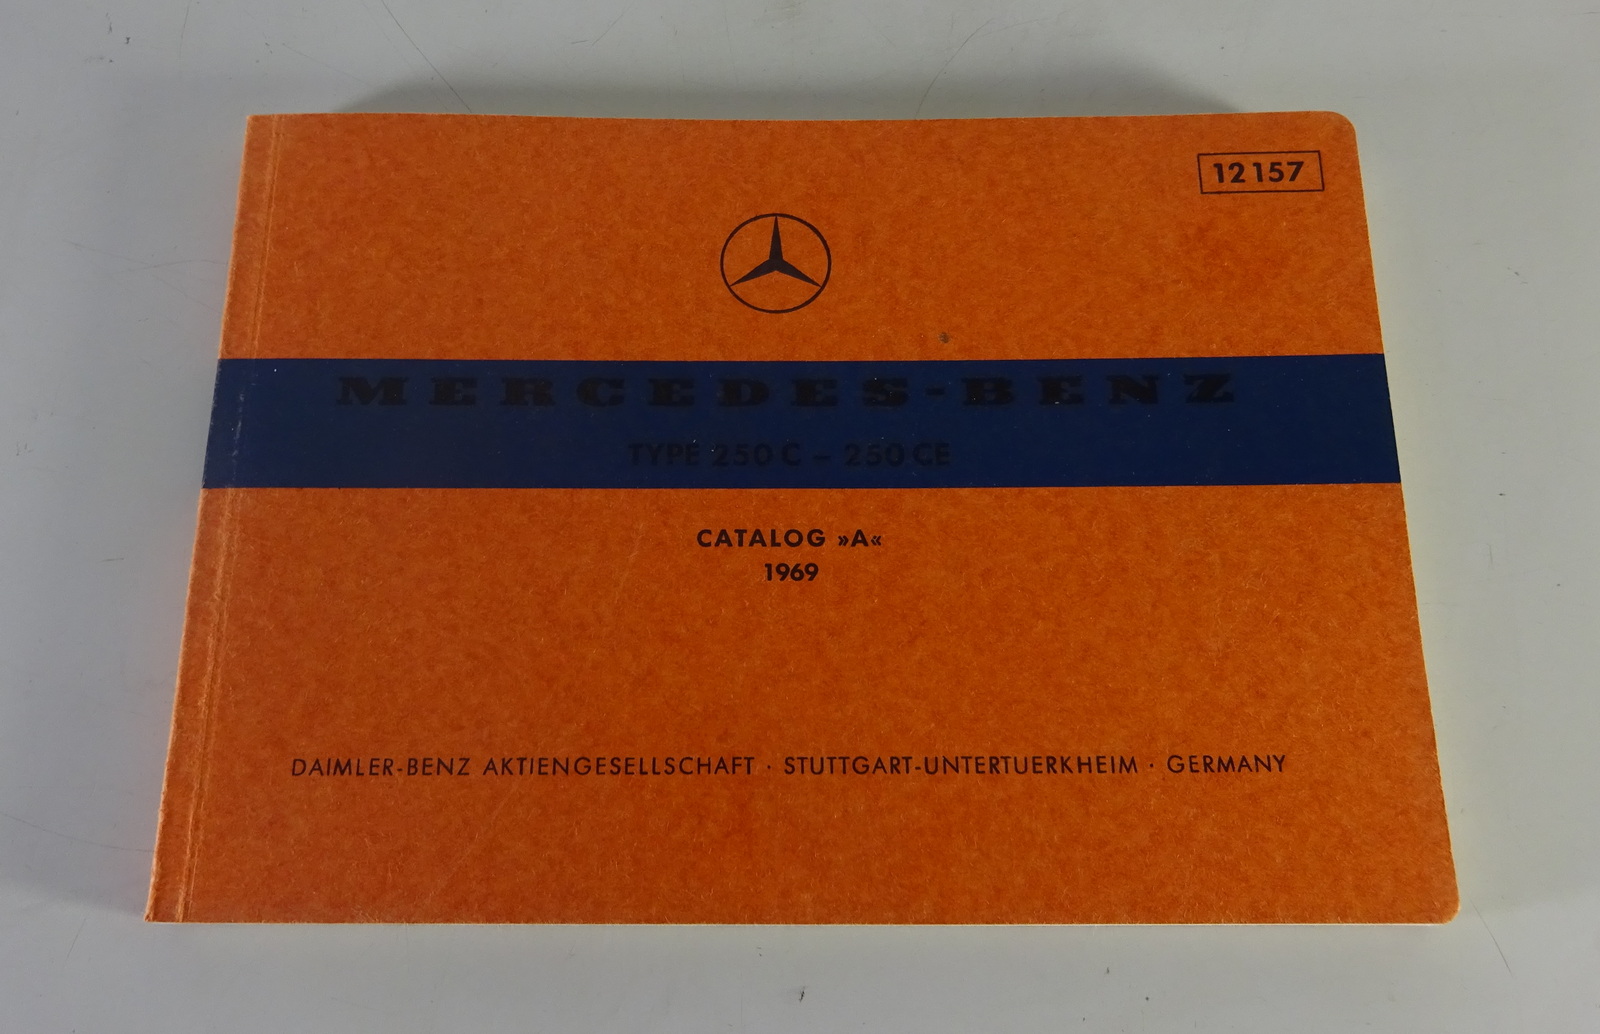 12157
MERCEDES-BENZ
TYPE 250 C – 250 CE
CATALOG »A«
1969
DAIMLER-BENZ AKTIENGESELLSCHAFT · STUTTGART-UNTERTUERKHEIM · GERMANY